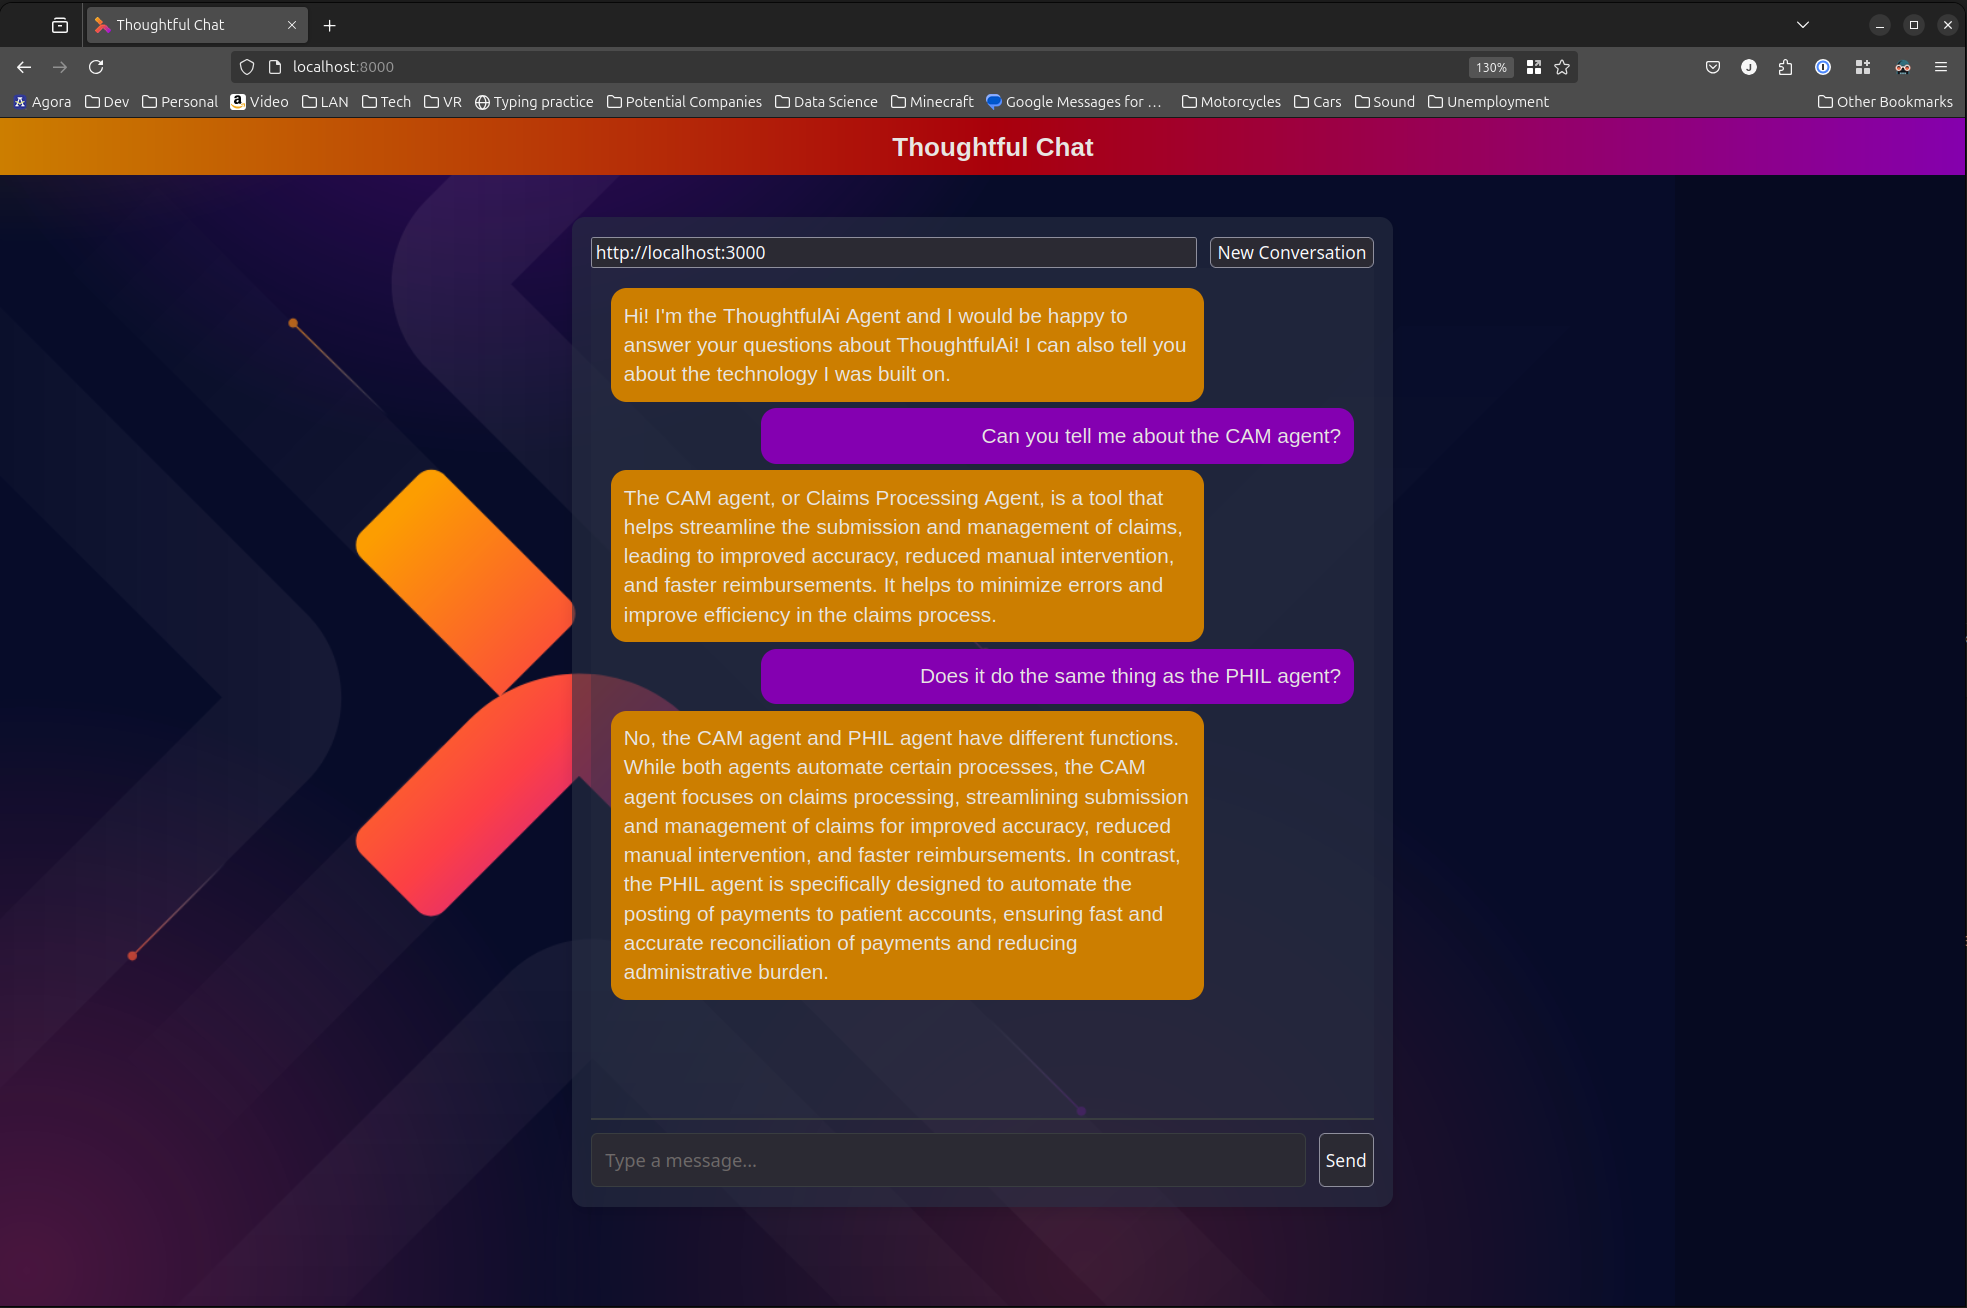 Thoughtful Chat
localhost:8000
130%
Agora Dev Personal Video LAN Tech VR Typing practice Potential Companies Data Science Minecraft Google Messages for ... Motorcycles Cars Sound Unemployment Other Bookmarks
Thoughtful Chat
http://localhost:3000
New Conversation
Hi! I'm the ThoughtfulAi Agent and I would be happy to
answer your questions about ThoughtfulAi! I can also tell you
about the technology I was built on.
Can you tell me about the CAM agent?
The CAM agent, or Claims Processing Agent, is a tool that
helps streamline the submission and management of claims,
leading to improved accuracy, reduced manual intervention,
and faster reimbursements. It helps to minimize errors and
improve efficiency in the claims process.
Does it do the same thing as the PHIL agent?
No, the CAM agent and PHIL agent have different functions.
While both agents automate certain processes, the CAM
agent focuses on claims processing, streamlining submission
and management of claims for improved accuracy, reduced
manual intervention, and faster reimbursements. In contrast,
the PHIL agent is specifically designed to automate the
posting of payments to patient accounts, ensuring fast and
accurate reconciliation of payments and reducing
administrative burden.
Type a message...
Send